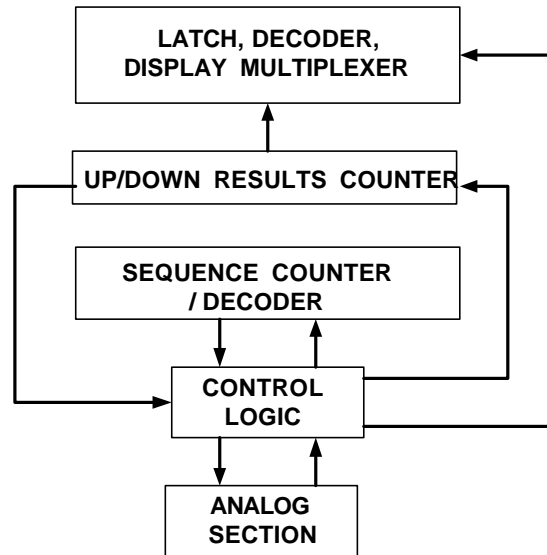 LATCH, DECODER,
DISPLAY MULTIPLEXER
UP/DOWN RESULTS COUNTER
SEQUENCE COUNTER
/ DECODER
CONTROL
LOGIC
ANALOG
SECTION